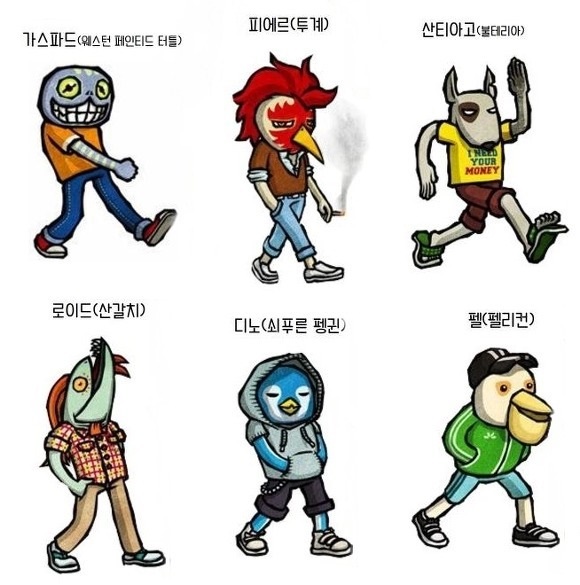 가스파드(웨스턴 페인티드 터틀)
피에르(투계)
산티아고(불테리아)
I NEED
YOUR
MONEY
로이드(산갈치)
디노(쇠푸른 펭귄)
펠(펠리컨)